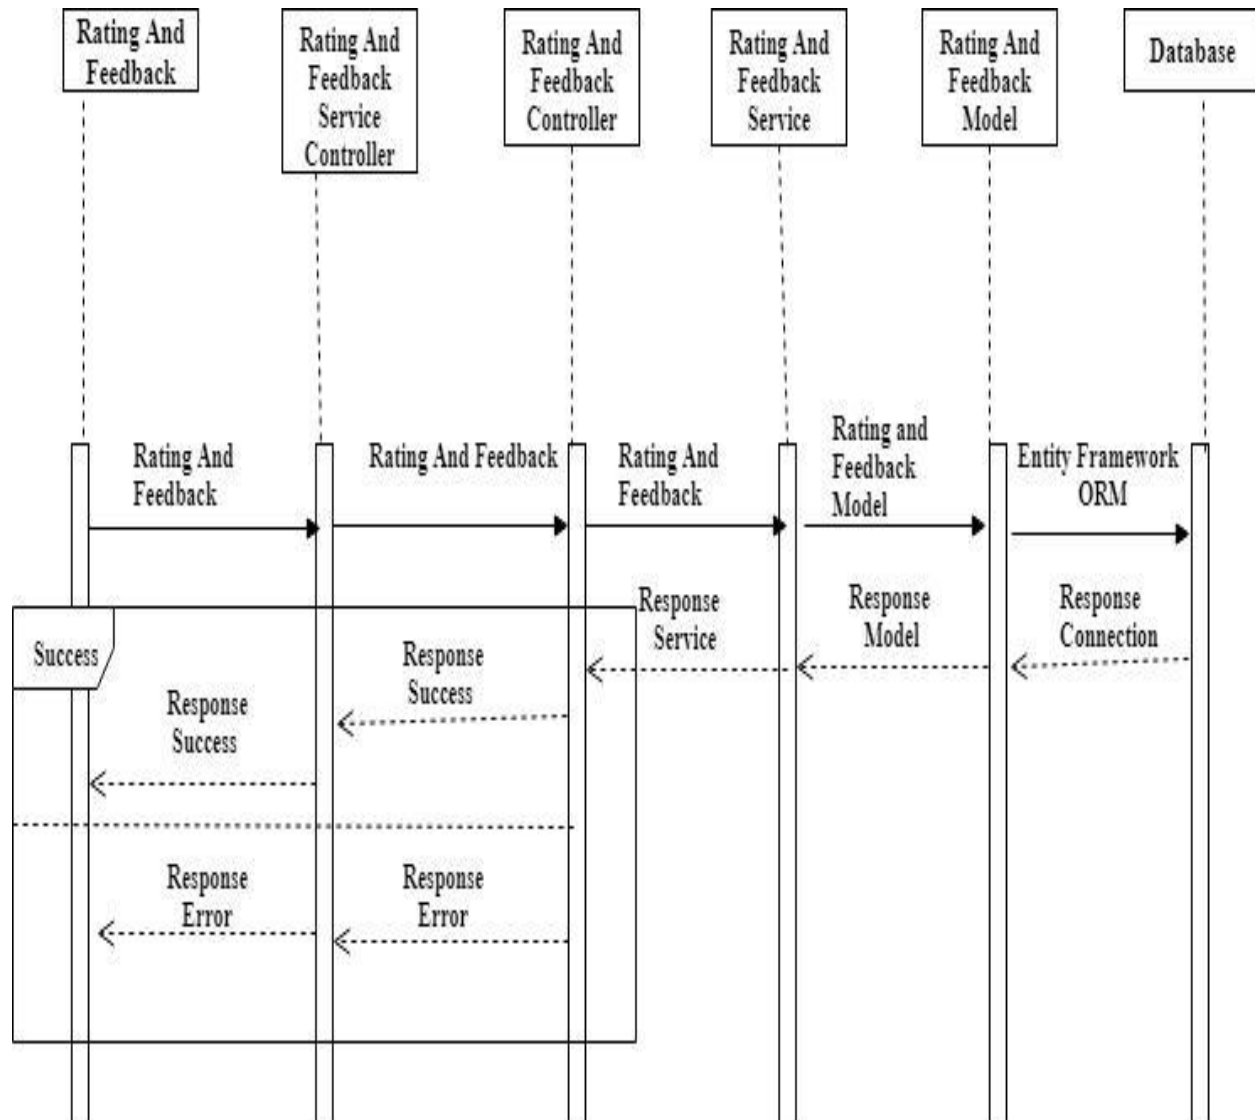 Rating And
Feedback
Rating And
Feedback
Service
Controller
Rating And
Feedback
Controller
Rating And
Feedback
Service
Rating And
Feedback
Model
Database
Rating And
Feedback
Rating And Feedback
Rating And
Feedback
Rating and
Feedback
Model
Entity Framework
ORM
Response
Service
Response
Model
Response
Connection
Success
Response
Success
Response
Success
Response
Error
Response
Error